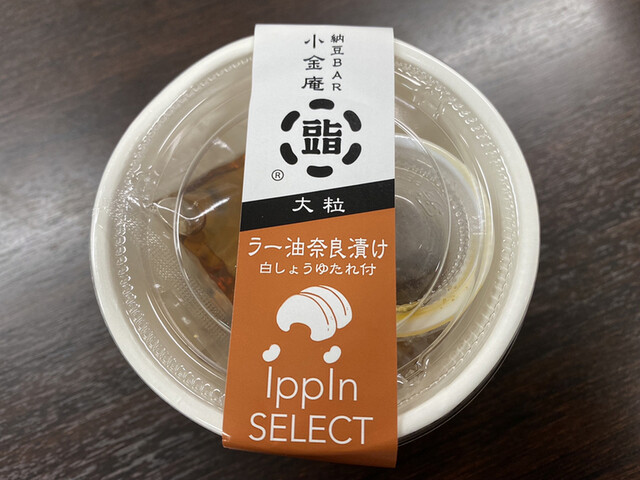 納豆BAR
小金庵
®
大粒
ラー油奈良漬け
白しょうゆたれ付
IppIn
SELECT